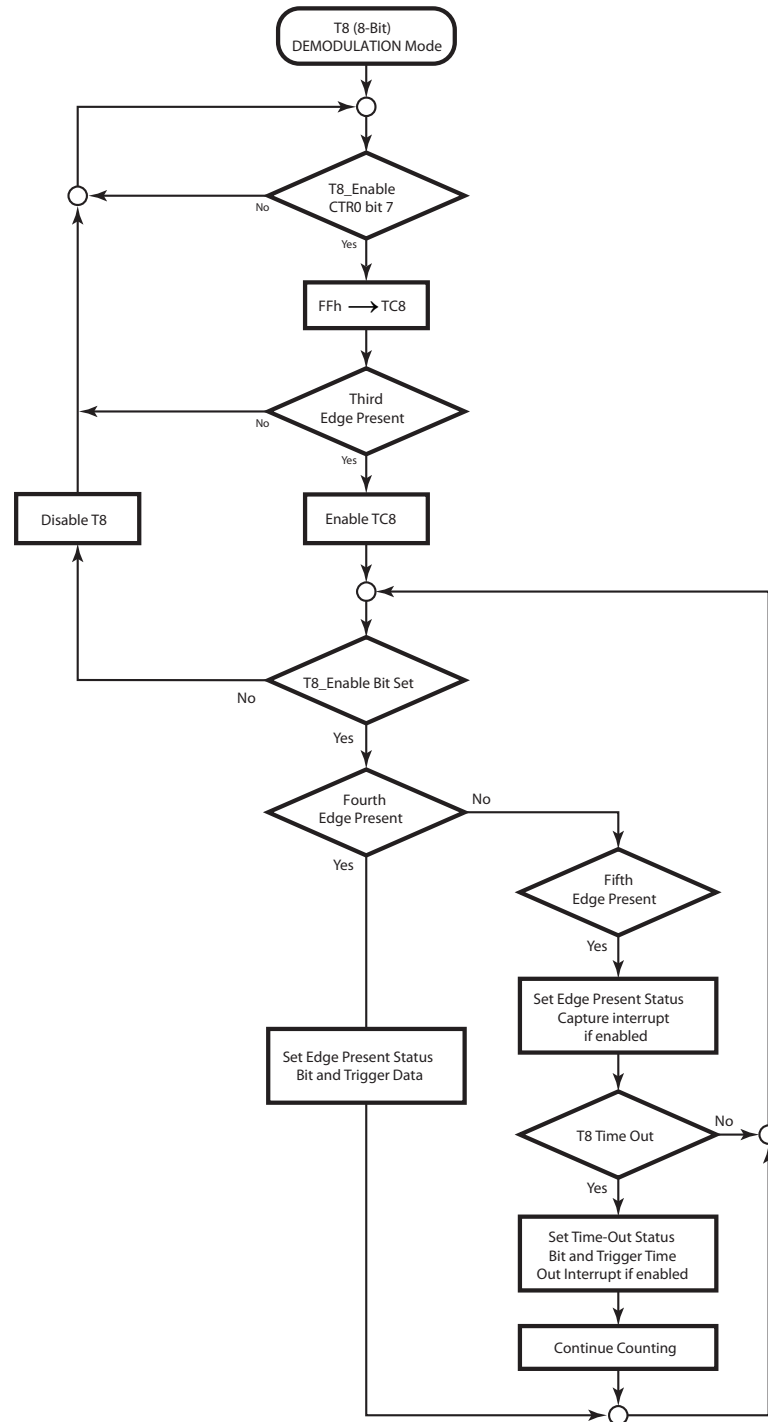 T8 (8-Bit)
DEMODULATION Mode
T8_Enable
CTR0 bit 7
No
Yes
FFh → TC8
Third
Edge Present
No
Yes
Disable T8
Enable TC8
T8_Enable Bit Set
No
Yes
Fourth
Edge Present
No
Yes
Fifth
Edge Present
Yes
Set Edge Present Status
Capture interrupt
if enabled
Set Edge Present Status
Bit and Trigger Data
T8 Time Out
No
Yes
Set Time-Out Status
Bit and Trigger Time
Out Interrupt if enabled
Continue Counting